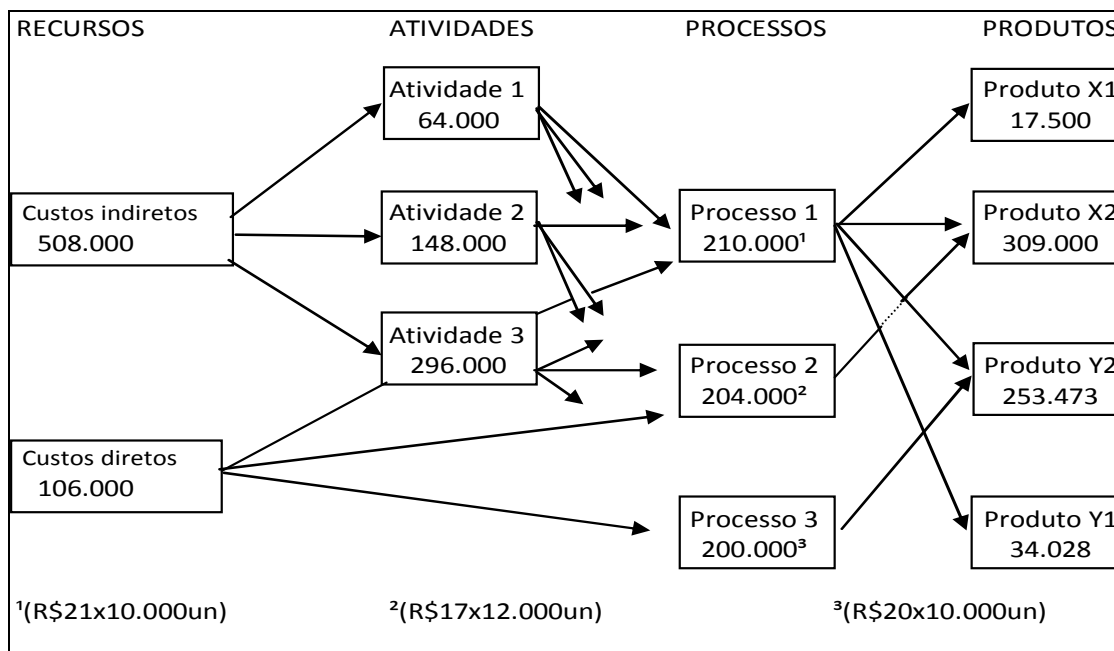 RECURSOS
ATIVIDADES
PROCESSOS
PRODUTOS
Atividade 1
64.000
Produto X1
17.500
Custos indiretos
508.000
Atividade 2
148.000
Processo 1
210.000¹
Produto X2
309.000
Atividade 3
296.000
Processo 2
204.000²
Produto Y2
253.473
Custos diretos
106.000
Processo 3
200.000³
Produto Y1
34.028
¹(R$21x10.000un)
²(R$17x12.000un)
³(R$20x10.000un)